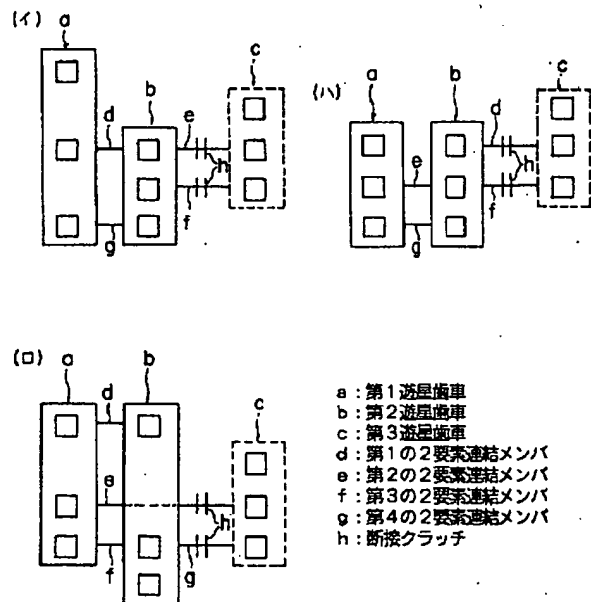 (イ) a
b
c
d
e
h
f
g
(ハ)
a
b
c
d
e
h
f
g
(ロ) a
b
c
d
e
h
f
g
a：第1遊星歯車
b：第2遊星歯車
c：第3遊星歯車
d：第1の2要素連結メンバ
e：第2の2要素連結メンバ
f：第3の2要素連結メンバ
g：第4の2要素連結メンバ
h：断接クラッチ